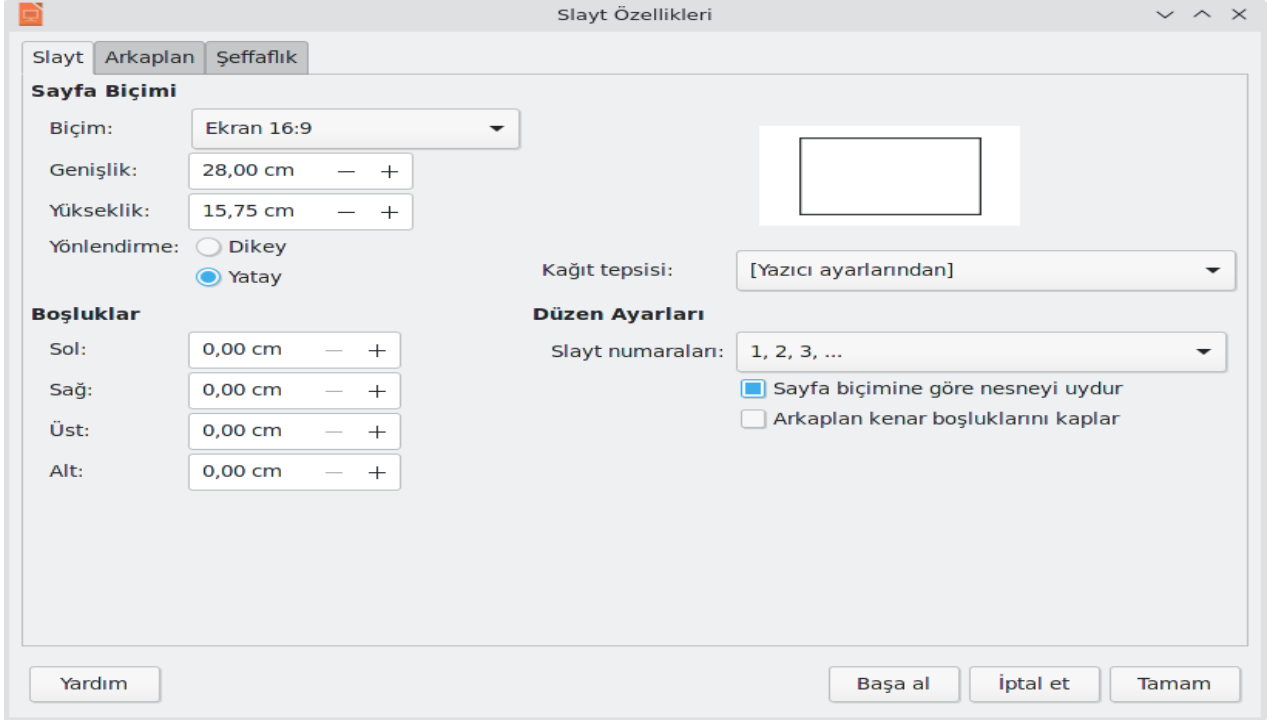 Slayt Özellikleri
Slayt Arkaplan Şeffaflık
Sayfa Biçimi
Biçim: Ekran 16:9
Genişlik: 28,00 cm
Yükseklik: 15,75 cm
Yönlendirme: Dikey
Yatay
Kağıt tepsisi: [Yazıcı ayarlarından]
Boşluklar
Sol: 0,00 cm
Sağ: 0,00 cm
Üst: 0,00 cm
Alt: 0,00 cm
Düzen Ayarları
Slayt numaraları: 1, 2, 3, ...
Sayfa biçimine göre nesneyi uydur
Arkaplan kenar boşluklarını kaplar
Yardım Başa al İptal et Tamam